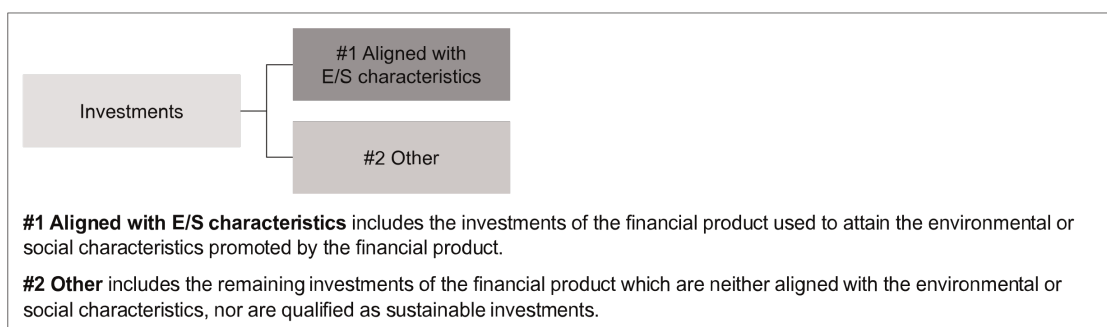 #1 Aligned with
E/S characteristics
Investments
#2 Other
#1 Aligned with E/S characteristics includes the investments of the financial product used to attain the environmental or
social characteristics promoted by the financial product.
#2 Other includes the remaining investments of the financial product which are neither aligned with the environmental or
social characteristics, nor are qualified as sustainable investments.